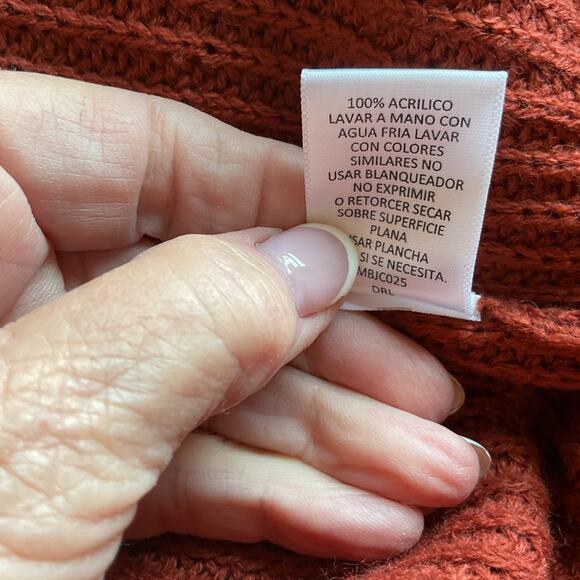 100% ACRILICO
LAVAR A MANO CON
AGUA FRIA LAVAR
CON COLORES
SIMILARES NO
USAR BLANQUEADOR
NO EXPRIMIR
O RETORCER SECAR
SOBRE SUPERFICIE
PLANA
PLANCHA
SI SE NECESITA.
MBJC025
DRL